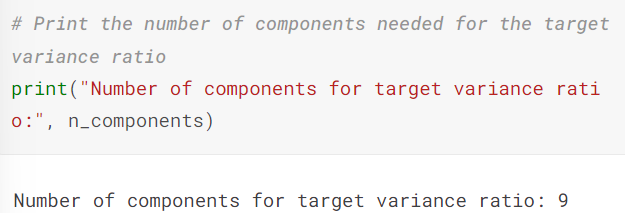 # Print the number of components needed for the target
variance ratio
print("Number of components for target variance rati
o:", n_components)
Number of components for target variance ratio: 9